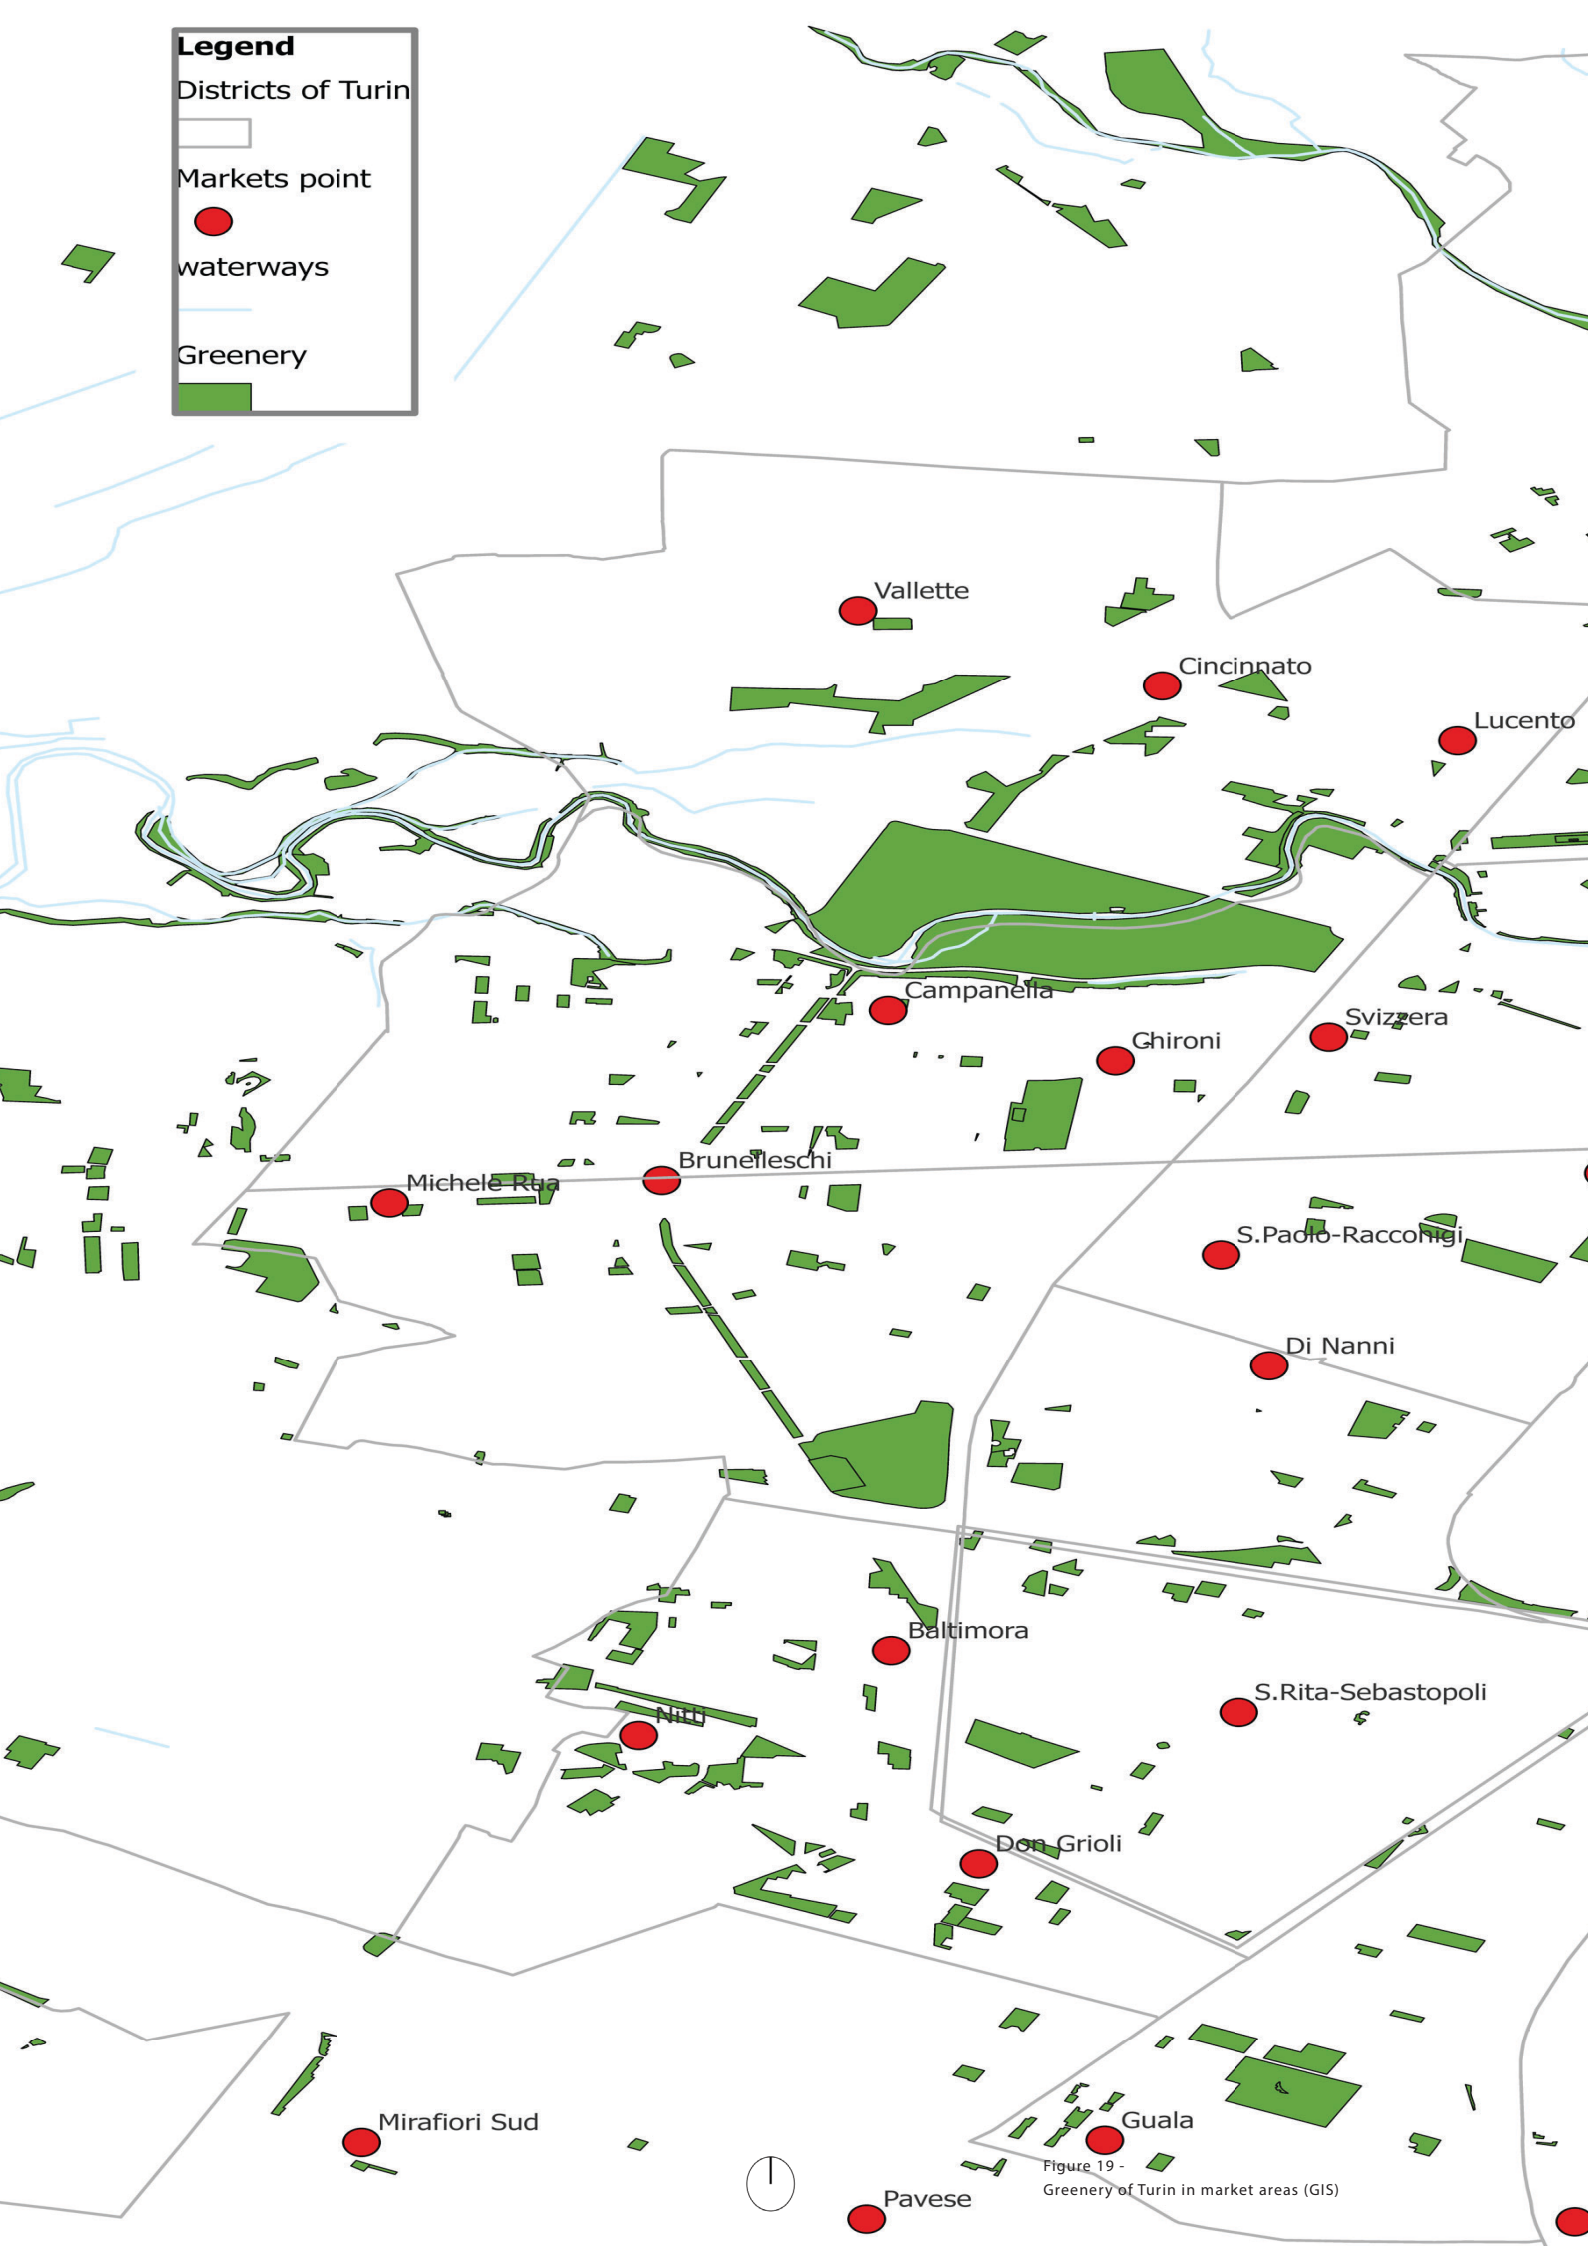 Legend
Districts of Turin
Markets point
waterways
Greenery
Vallette
Cincinnato
Lucento
Campanella
Svizzera
Chironi
Brunelleschi
Michele Rua
S.Paolo-Racconigi
Di Nanni
Baltimora
S.Rita-Sebastopoli
Nitti
Don Grioli
Mirafiori Sud
Guala
Figure 19 -
Greenery of Turin in market areas (GIS)
Pavese